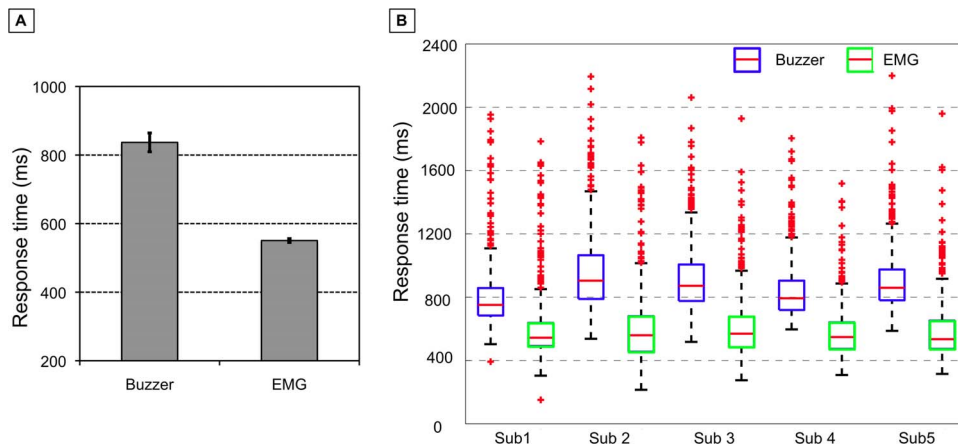 A
Response time (ms)
1000
800
600
400
200
Buzzer
EMG
B
Response time (ms)
2400
2000
1600
1200
800
400
0
Buzzer
EMG
Sub1
Sub 2
Sub 3
Sub 4
Sub5